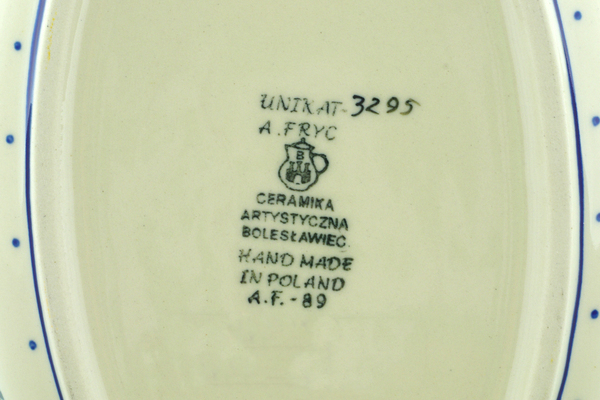 UNIKAT-3295
A.FRYC
B
CERAMIKA
ARTYSTYCZNA
BOLESŁAWIEC
HAND MADE
IN POLAND
A.F.-89